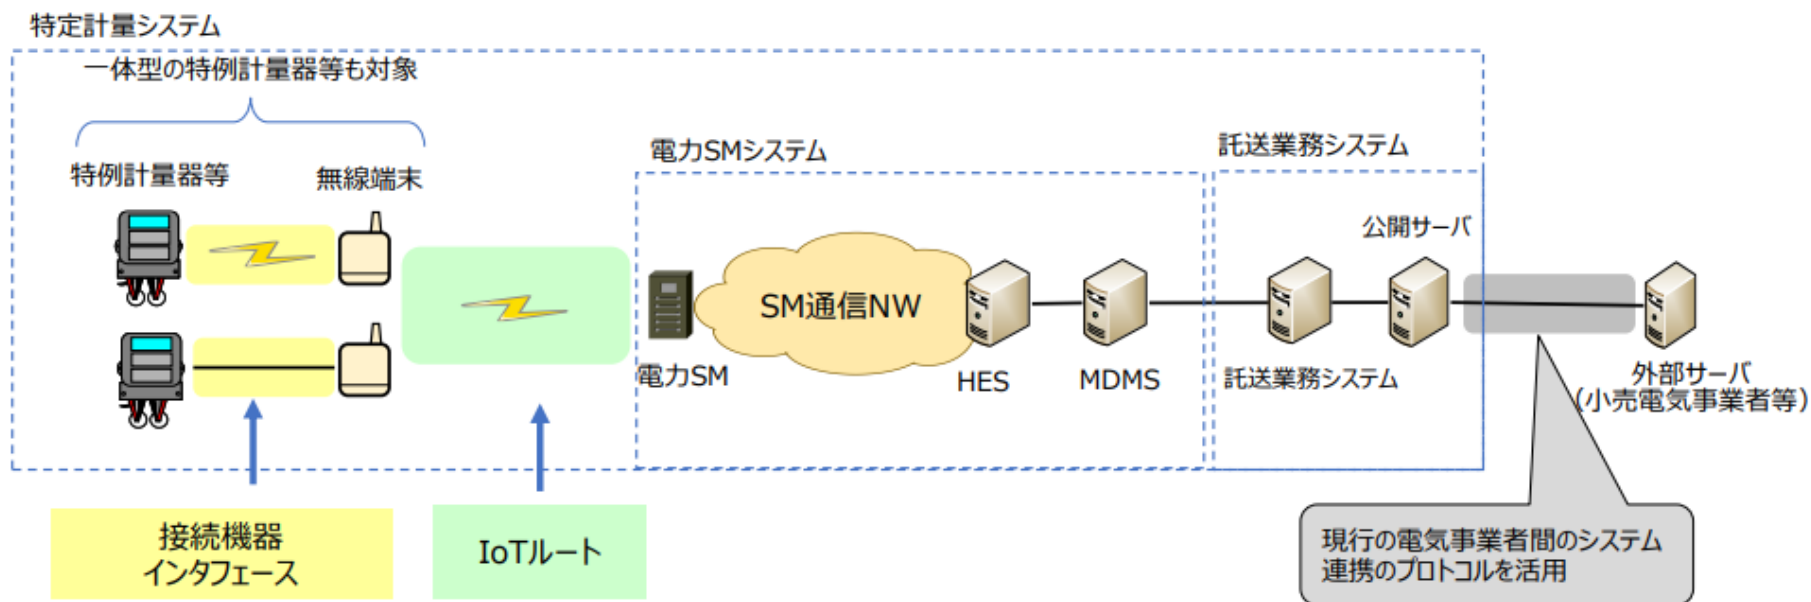 特定計量システム
一体型の特例計量器等も対象
特例計量器等
無線端末
電力SMシステム
託送業務システム
公開サーバ
SM通信NW
電力SM
HES
MDMS
託送業務システム
外部サーバ
(小売電気事業者等)
接続機器
インタフェース
IoTルート
現行の電気事業者間のシステム
連携のプロトコルを活用